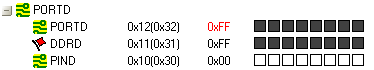 PORTD
PORTD 0x12(0x32) 0xFF
DDRD 0x11(0x31) 0xFF
PIND 0x10(0x30) 0x00